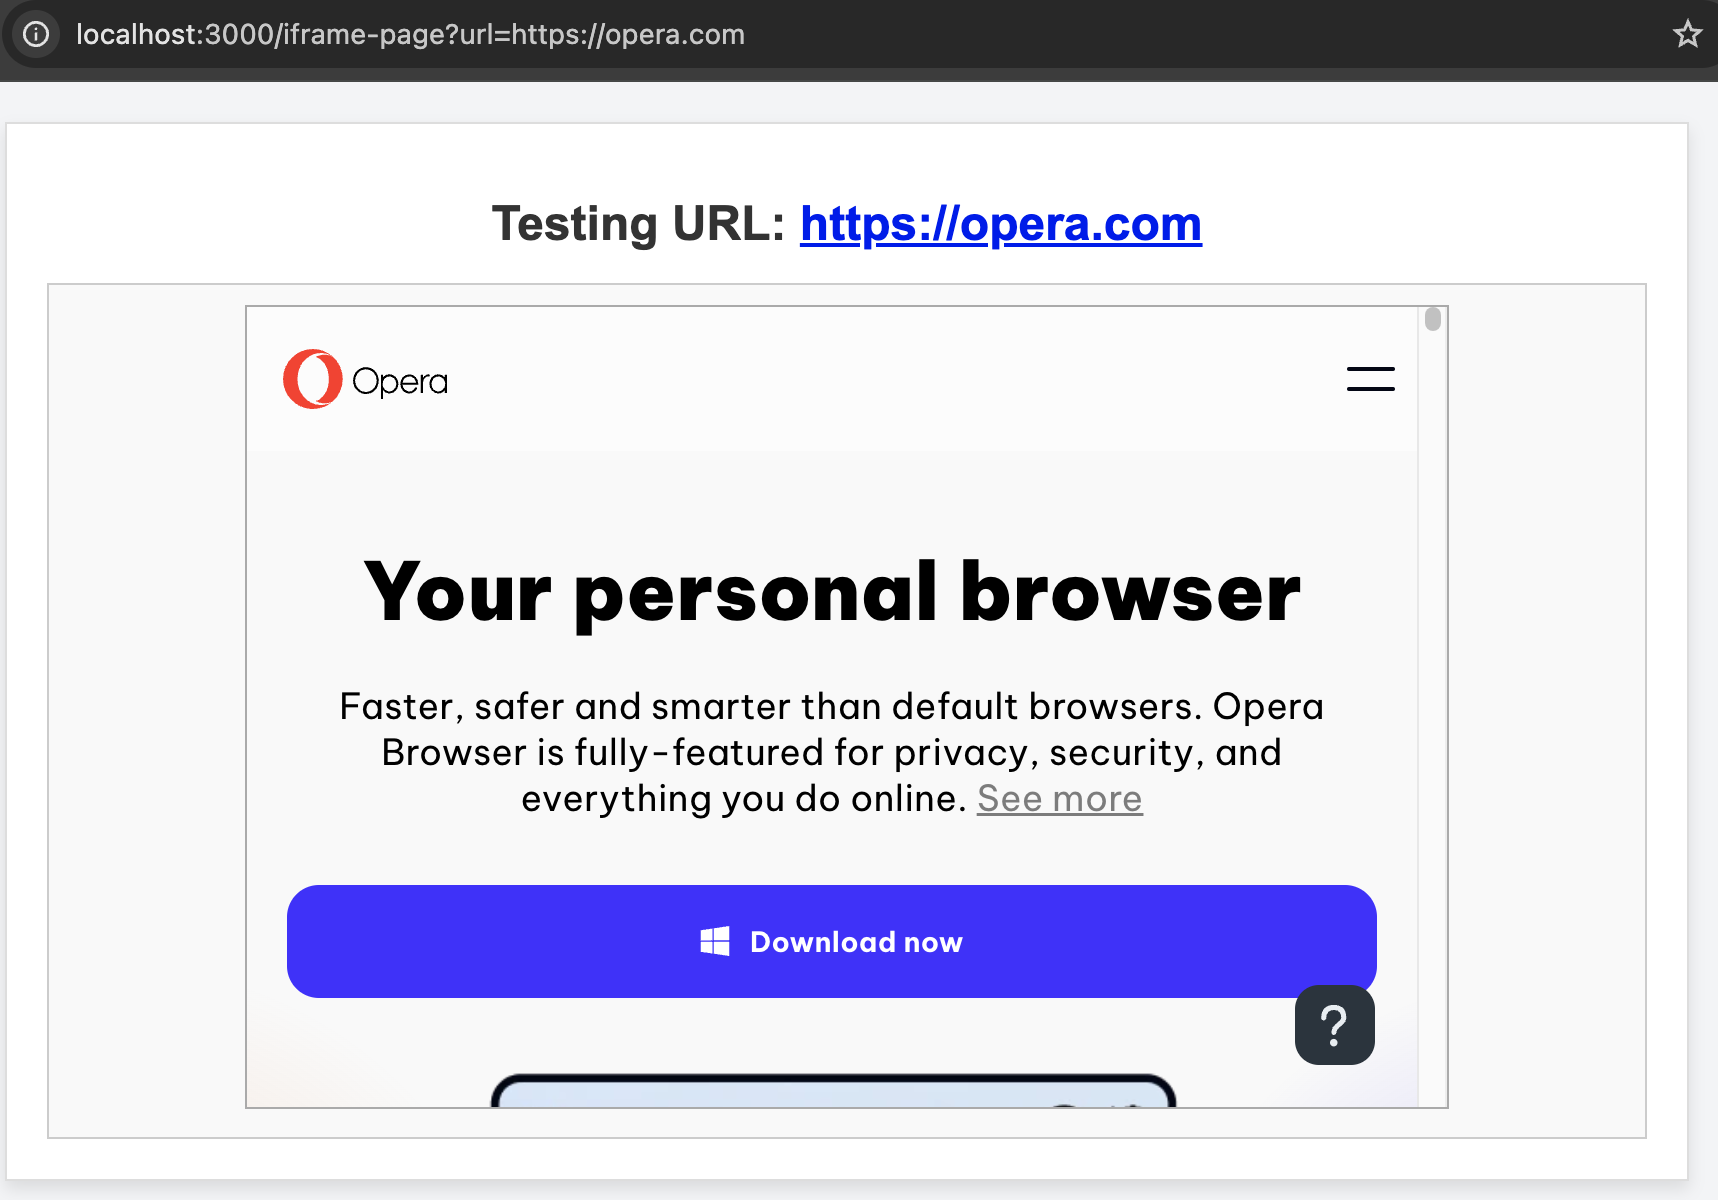 localhost:3000/iframe-page?url=https://opera.com
Testing URL: https://opera.com
Opera
Your personal browser
Faster, safer and smarter than default browsers. Opera
Browser is fully-featured for privacy, security, and
everything you do online. See more
Download now
?